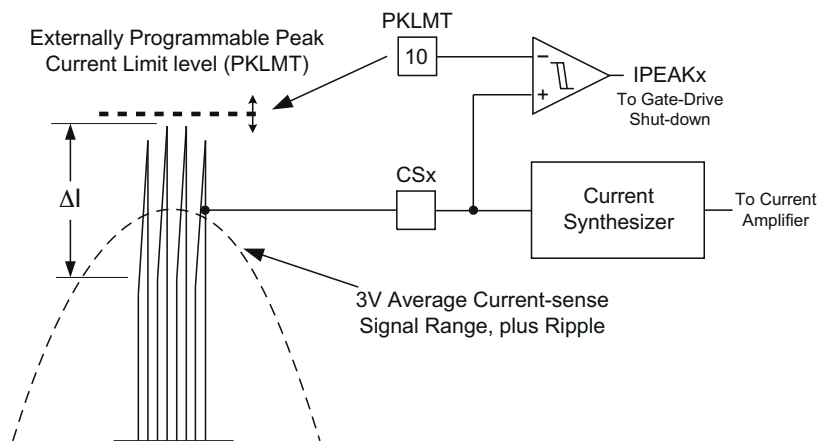 Externally Programmable Peak
Current Limit level (PKLMT)
PKLMT
10
−
+
IPEAKx
To Gate-Drive
Shut-down
ΔI
CSx
Current
Synthesizer
To Current
Amplifier
3V Average Current-sense
Signal Range, plus Ripple